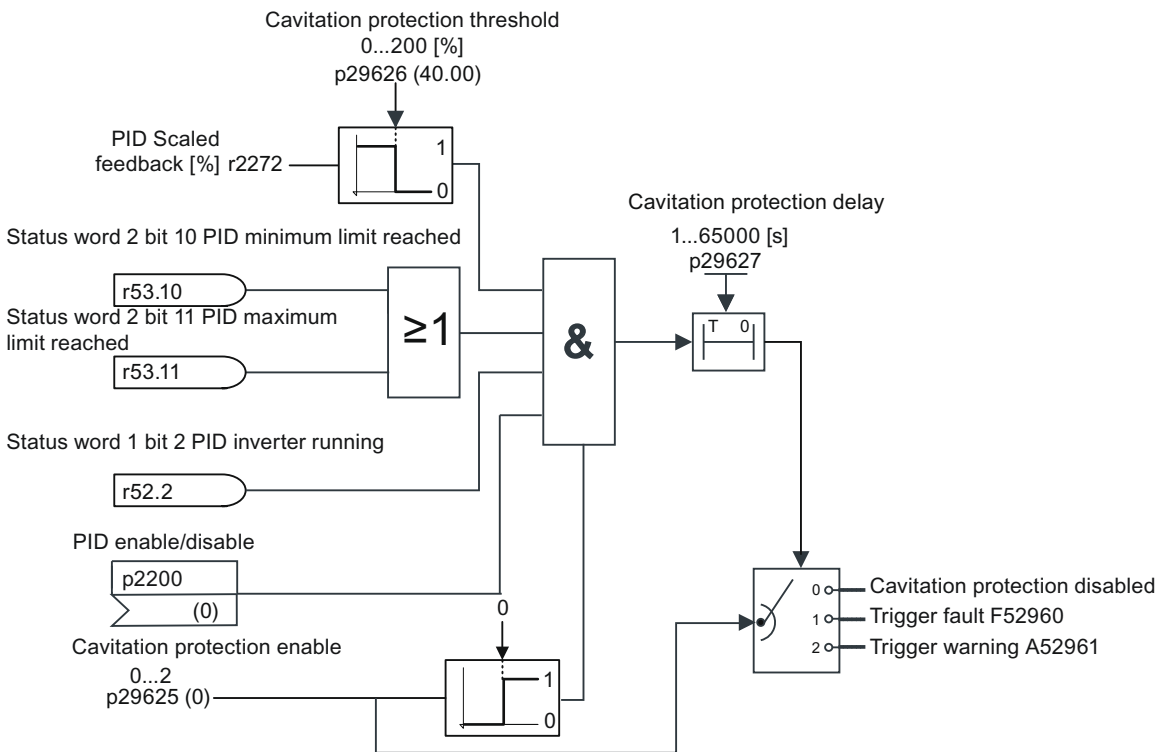 Cavitation protection threshold
0...200 [%]
p29626 (40.00)
PID Scaled
feedback [%] r2272
1
0
Cavitation protection delay
1...65000 [s]
p29627
Status word 2 bit 10 PID minimum limit reached
r53.10
Status word 2 bit 11 PID maximum
limit reached
r53.11
≥1
&
T 0
Status word 1 bit 2 PID inverter running
r52.2
PID enable/disable
p2200
(0)
0
Cavitation protection enable
0...2
p29625 (0)
1
0
0 Cavitation protection disabled
1 Trigger fault F52960
2 Trigger warning A52961